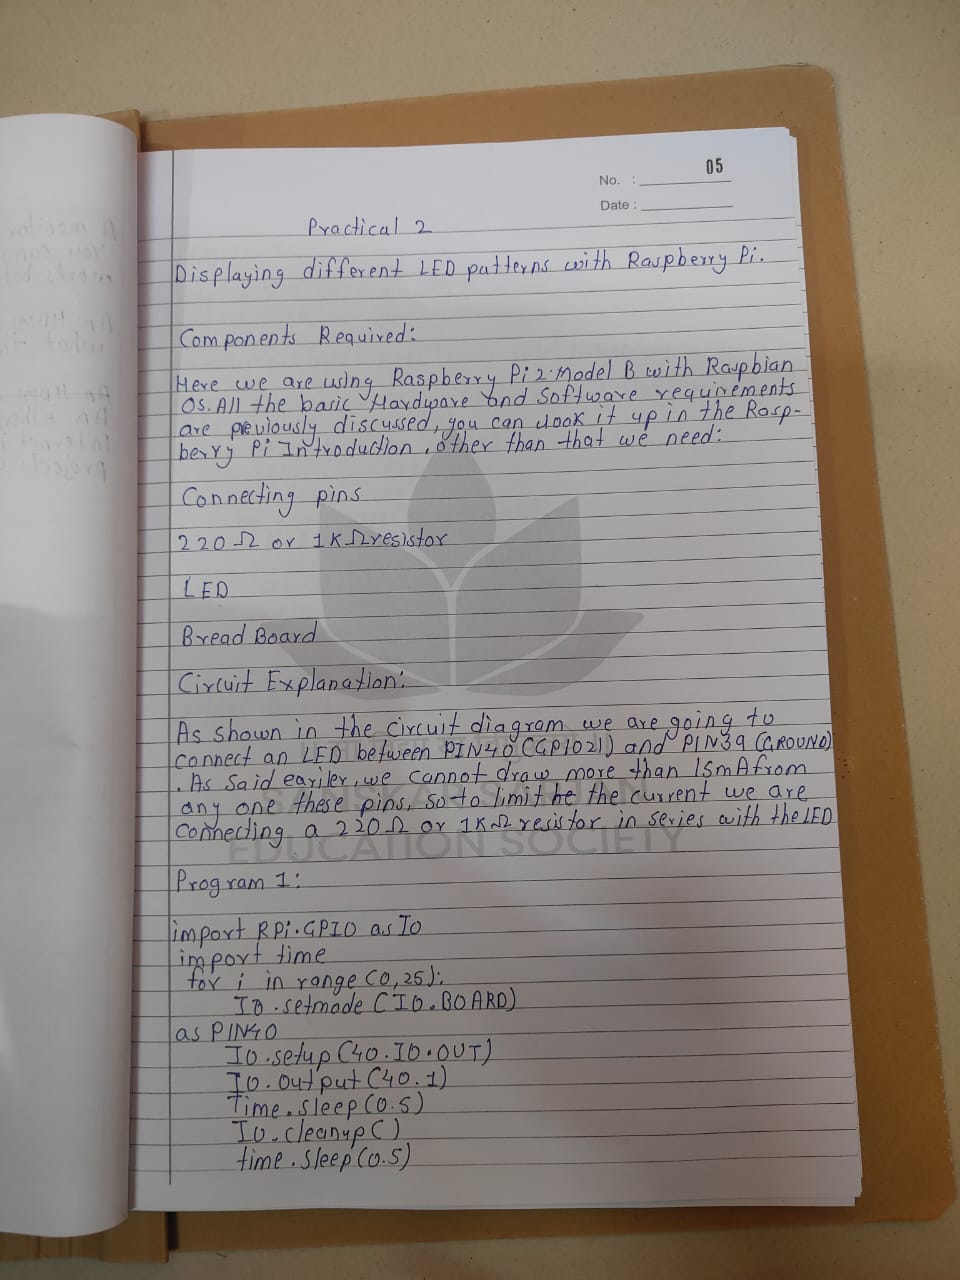 No. : 05
Date :
Practical 2
Displaying different LED patterns with Raspberry Pi.
Components Required:
Here we are using Raspberry Pi 2 Model B with Raspbian
OS. All the basic Hardware and Software requirements
are previously discussed, you can look it up in the Rasp-
berry Pi Introduction, other than that we need:
Connecting pins
220 Ω or 1KΩ resistor
LED
Bread Board
Circuit Explanation:
As shown in the circuit diagram we are going to
connect an LED between PIN40 (GPIO21) and PIN39 (GROUND)
. As said eariler, we cannot draw more than 15mA from
any one these pins, so to limit he the current we are
connecting a 220Ω or 1KΩ resistor in series with the LED
SANSKAR SARJAN
EDUCATION SOCIETY
Program 1:
import RPi.GPIO as IO
import time
for i in range (0,25):
IO.setmode (IO.BOARD)
as PIN40
IO.setup (40.IO.OUT)
IO.output (40.1)
Time.sleep (0.5)
IO.cleanup ( )
time.sleep (0.5)